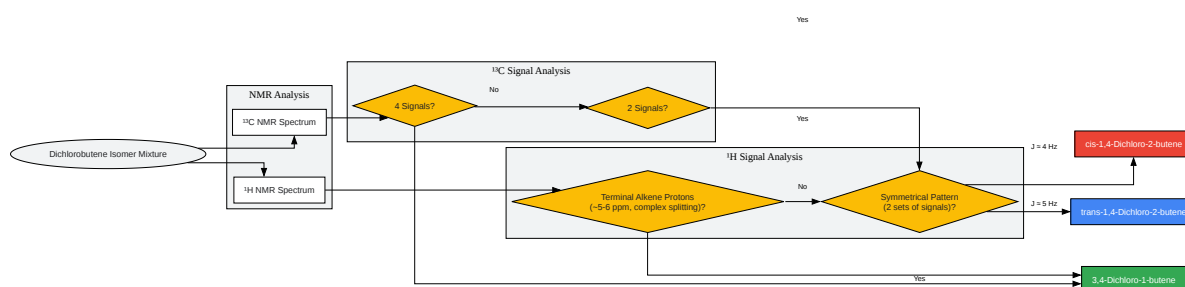 Yes
¹³C Signal Analysis
4 Signals?
No
2 Signals?
Yes
NMR Analysis
¹³C NMR Spectrum
¹H NMR Spectrum
Dichlorobutene Isomer Mixture
¹H Signal Analysis
Terminal Alkene Protons
(~5-6 ppm, complex splitting)?
No
Symmetrical Pattern
(2 sets of signals)?
J ≈ 4 Hz
cis-1,4-Dichloro-2-butene
J ≈ 5 Hz
trans-1,4-Dichloro-2-butene
Yes
3,4-Dichloro-1-butene